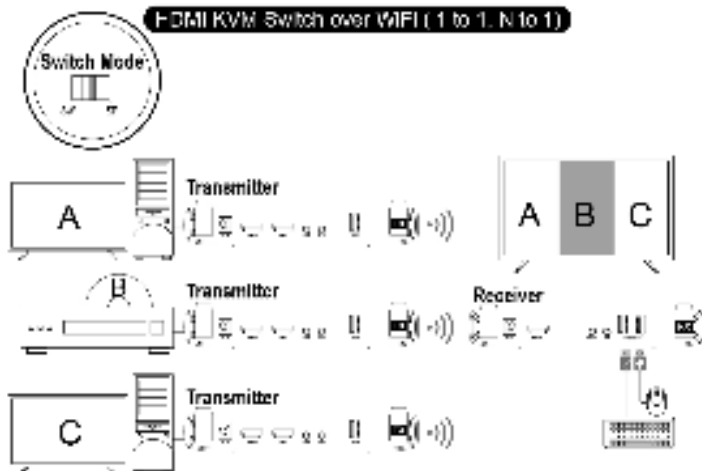 HDMI KVM Switch over WIFI ( 1 to 1. N to 1)
Switch Mode
Transmitter
A
A B C
Transmitter
Receiver
Transmitter
C